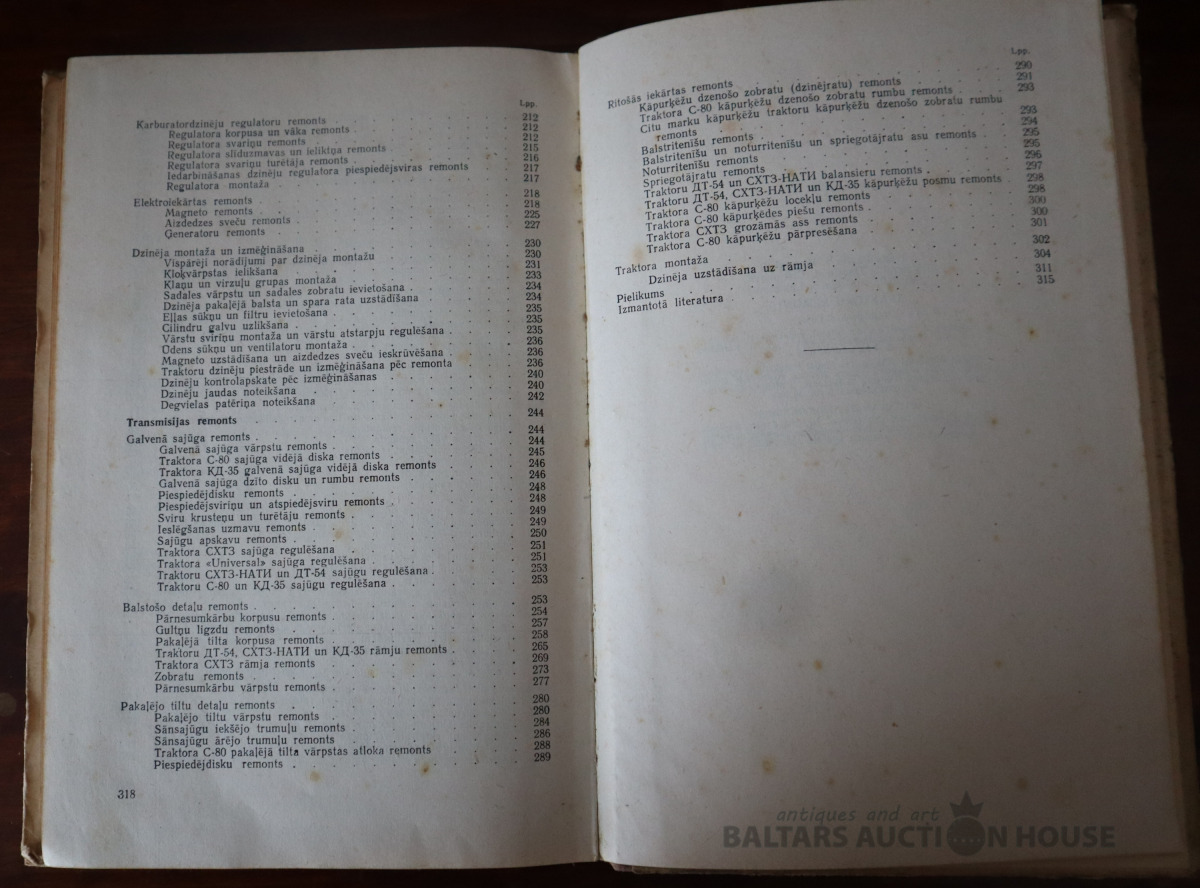 Lpp.
Karburatordzinēju regulatoru remonts 212
Regulatora korpusa un vāka remonts 212
Regulatora svariņu remonts 212
Regulatora slīduzmavas un ieliktņa remonts 215
Regulatora svariņu turētāja remonts 216
Iedarbināšanas dzinēju regulatora piespiedējsviras remonts 217
Regulatora montaža 217
Elektroiekārtas remonts 218
Magneto remonts 218
Aizdedzes sveču remonts 225
Ģeneratoru remonts 227
Dzinēja montaža un izmēģināšana 230
Vispārēji norādījumi par dzinēja montažu 230
Kloķvārpstas ielikšana 231
Klaņu un virzuļu grupas montaža 233
Sadales vārpstu un sadales zobratu ievietošana 234
Dzinēja pakaļējā balsta un spara rata uzstādīšana 234
Eļļas sūkņu un filtru ievietošana 235
Cilindru galvu uzlikšana 235
Vārstu sviriņu montaža un vārstu atstarpju regulēšana 235
Ūdens sūkņu un ventilatoru montaža 236
Magneto uzstādīšana un aizdedzes sveču ieskrūvēšana 236
Traktoru dzinēju piestrāde un izmēģināšana pēc remonta 236
Dzinēju kontrolapskate pēc izmēģināšanas 240
Dzinēju jaudas noteikšana 240
Degvielas patēriņa noteikšana 242
Transmisijas remonts 244
Galvenā sajūga remonts 244
Galvenā sajūga vārpstu remonts 244
Traktora C-80 sajūga vidējā diska remonts 245
Traktora КД-35 galvenā sajūga vidējā diska remonts 246
Galvenā sajūga dzīto disku un rumbu remonts 246
Piespiedējdisku remonts 248
Piespiedējsviriņu un atspiedējsviru remonts 248
Sviru krusteņu un turētāju remonts 249
Ieslēgšanas uzmavu remonts 249
Sajūgu apskavu remonts 250
Traktora СХТЗ sajūga regulēšana 251
Traktora «Universal» sajūga regulēšana 251
Traktoru СХТЗ-НАТИ un ДТ-54 sajūgu regulēšana 253
Traktoru C-80 un КД-35 sajūgu regulēšana 253
Balstošo detaļu remonts 253
Pārnesumkārbu korpusu remonts 254
Gultņu ligzdu remonts 257
Pakaļējā tilta korpusa remonts 258
Traktoru ДТ-54, СХТЗ-НАТИ un КД-35 rāmju remonts 265
Traktora СХТЗ rāmja remonts 269
Zobratu remonts 273
Pārnesumkārbu vārpstu remonts 277
Pakaļējo tiltu detaļu remonts 280
Pakaļējo tiltu vārpstu remonts 280
Sānsajūgu iekšējo trumuļu remonts 284
Sānsajūgu ārējo trumuļu remonts 286
Traktora C-80 pakaļējā tilta vārpstas atloka remonts 288
Piespiedējdisku remonts 289
318
Lpp.
Ritošās iekārtas remonts 290
Kāpurķēžu dzenošo zobratu (dzinējratu) remonts 291
Traktora C-80 kāpurķēžu dzenošo zobratu rumbu remonts 293
Citu marku kāpurķēžu traktoru kāpurķēžu dzenošo zobratu rumbu
remonts 293
Balstritenīšu remonts 294
Balstritenīšu un noturritenīšu un spriegotājratu asu remonts 295
Noturritenīšu remonts 295
Spriegotājratu remonts 296
Traktoru ДТ-54 un СХТЗ-НАТИ balansieru remonts 297
Traktoru ДТ-54, СХТЗ-НАТИ un КД-35 kāpurķēžu posmu remonts 298
Traktora C-80 kāpurķēžu locekļu remonts 298
Traktora C-80 kāpurķēdes piešu remonts 300
Traktora СХТЗ grozāmās ass remonts 300
Traktora C-80 kāpurķēžu pārpresēšana 301
Traktora montaža 302
Dzinēja uzstādīšana uz rāmja 304
Pielikums 311
Izmantotā literatura 315
antiques and art
BALTARS AUCTION HOUSE